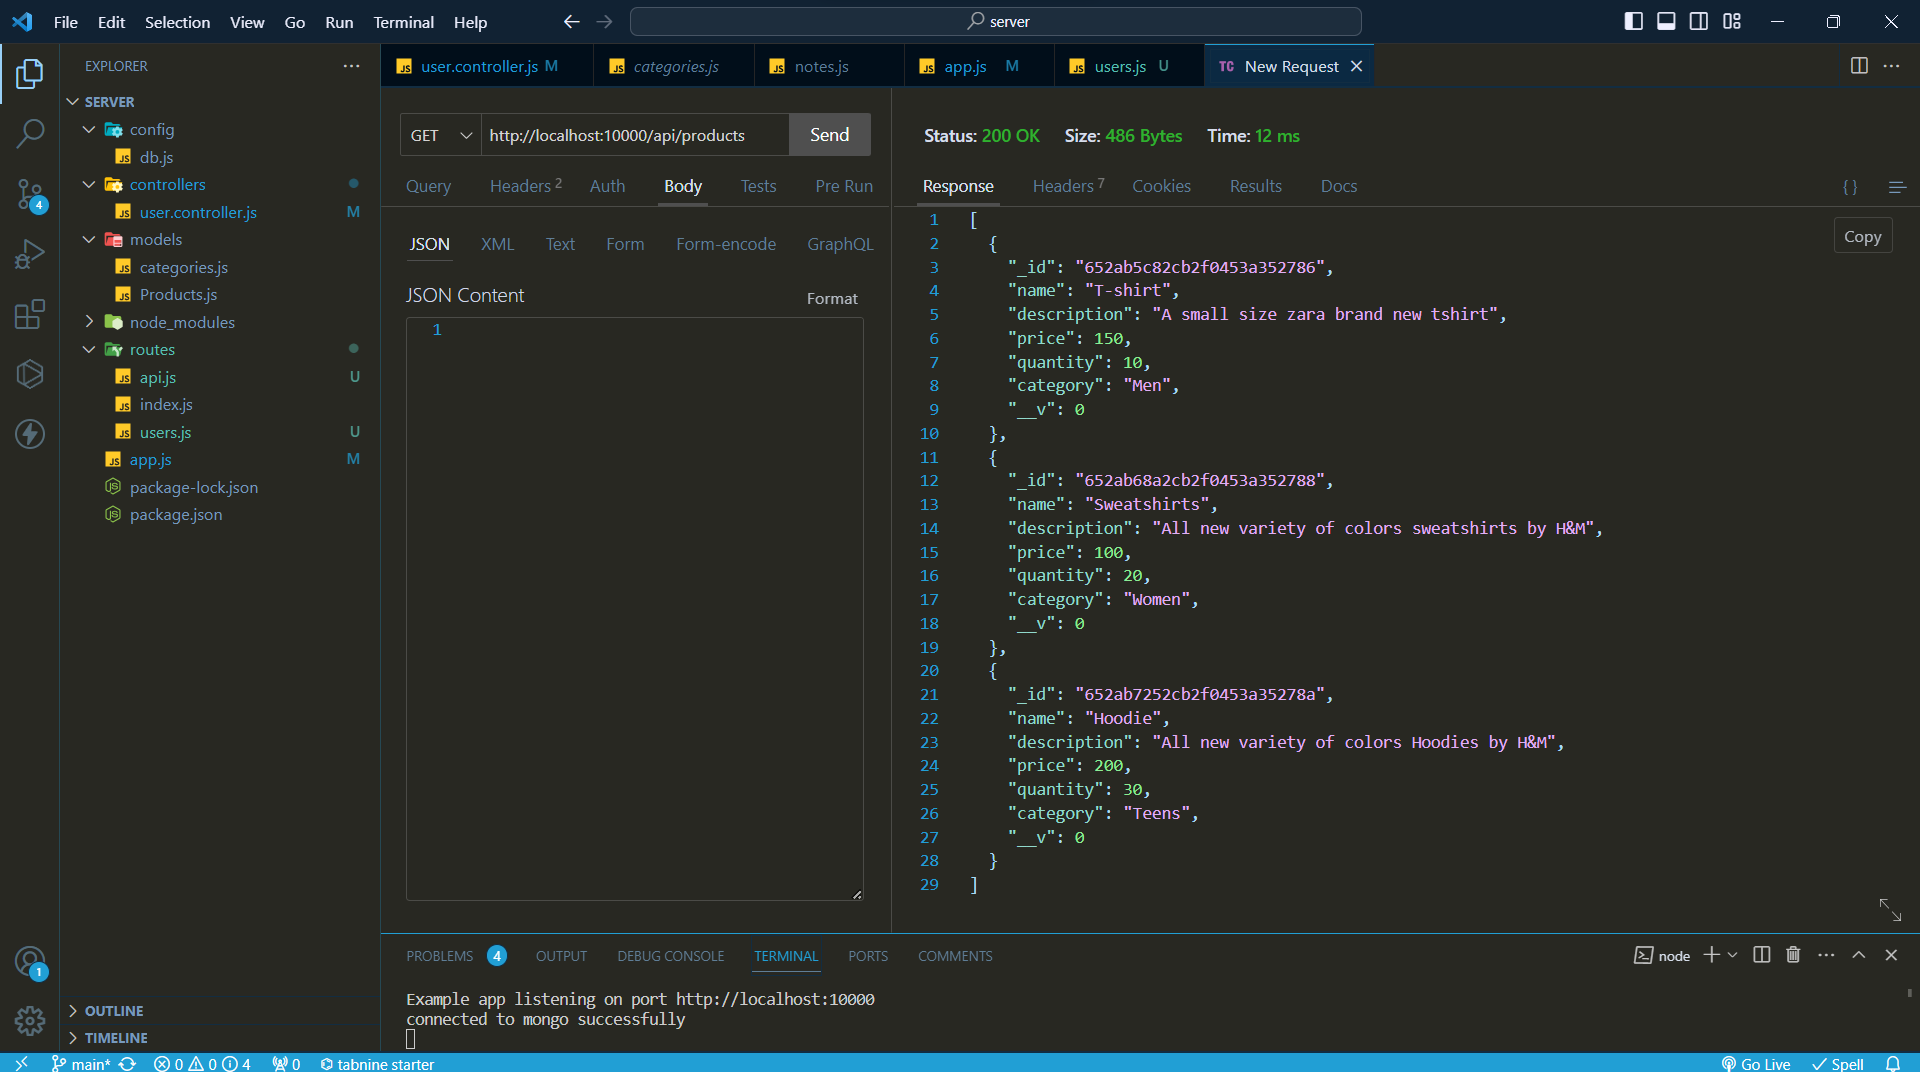 File Edit Selection View Go Run Terminal Help
server
EXPLORER
SERVER
config
db.js
controllers
user.controller.js M
models
categories.js
Products.js
node_modules
routes
api.js U
index.js
users.js U
app.js M
package-lock.json
package.json
OUTLINE
TIMELINE
4
1
user.controller.js M
categories.js
notes.js
app.js M
users.js U
TC New Request
GET http://localhost:10000/api/products Send
Query Headers 2 Auth Body Tests Pre Run
JSON XML Text Form Form-encode GraphQL
JSON Content Format
1
Status: 200 OK Size: 486 Bytes Time: 12 ms
Response Headers 7 Cookies Results Docs { }
Copy
1 [
2 {
3 "_id": "652ab5c82cb2f0453a352786",
4 "name": "T-shirt",
5 "description": "A small size zara brand new tshirt",
6 "price": 150,
7 "quantity": 10,
8 "category": "Men",
9 "__v": 0
10 },
11 {
12 "_id": "652ab68a2cb2f0453a352788",
13 "name": "Sweatshirts",
14 "description": "All new variety of colors sweatshirts by H&M",
15 "price": 100,
16 "quantity": 20,
17 "category": "Women",
18 "__v": 0
19 },
20 {
21 "_id": "652ab7252cb2f0453a35278a",
22 "name": "Hoodie",
23 "description": "All new variety of colors Hoodies by H&M",
24 "price": 200,
25 "quantity": 30,
26 "category": "Teens",
27 "__v": 0
28 }
29 ]
PROBLEMS 4 OUTPUT DEBUG CONSOLE TERMINAL PORTS COMMENTS
node
Example app listening on port http://localhost:10000
connected to mongo successfully
main* 0 0 4 0 tabnine starter Go Live Spell